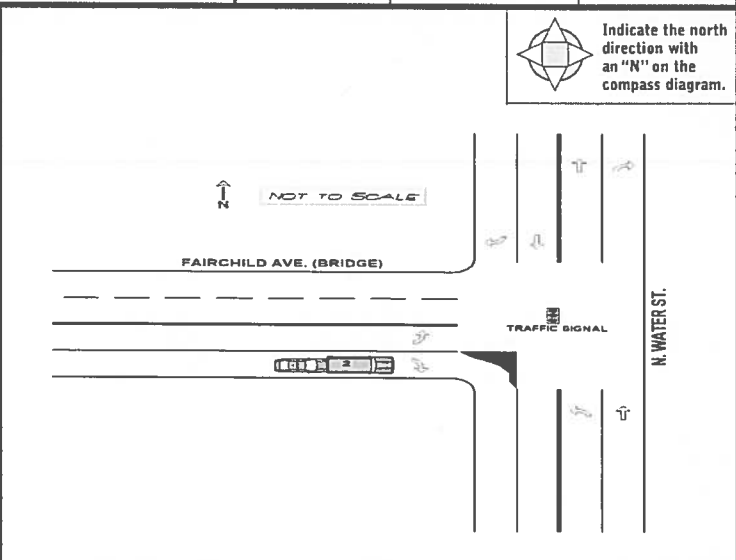 Indicate the north
direction with
an "N" on the
compass diagram.
N
NOT TO SCALE
FAIRCHILD AVE. (BRIDGE)
TRAFFIC SIGNAL
N. WATER ST.
2